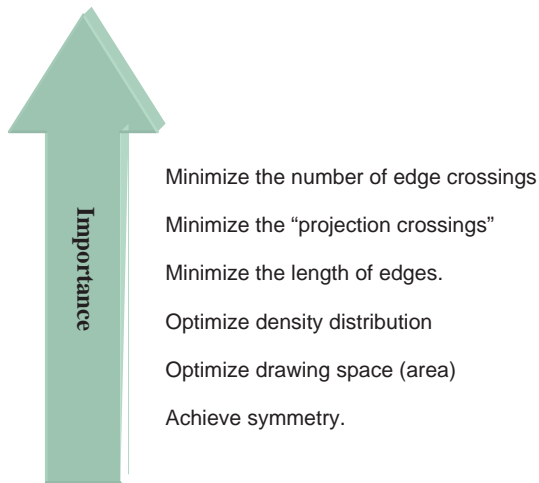 Importance
Minimize the number of edge crossings
Minimize the “projection crossings”
Minimize the length of edges.
Optimize density distribution
Optimize drawing space (area)
Achieve symmetry.